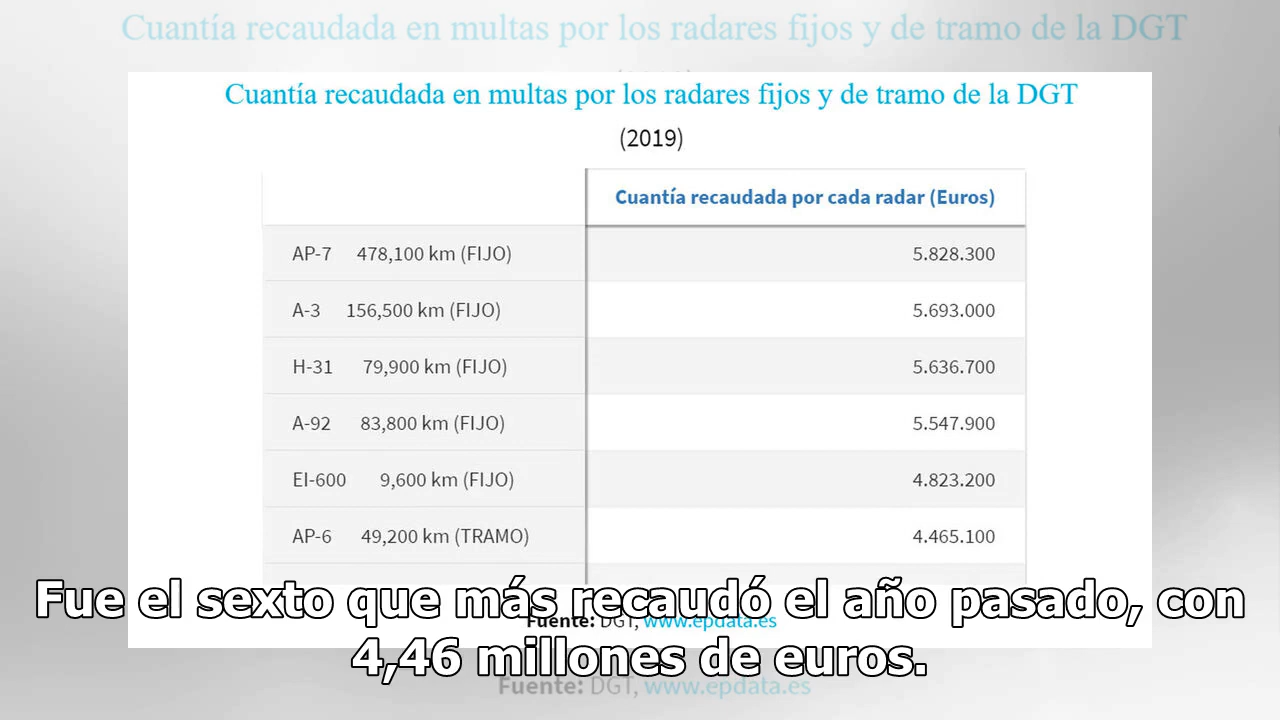 Cuantía recaudada en multas por los radares fijos y de tramo de la DGT
Cuantía recaudada en multas por los radares fijos y de tramo de la DGT
(2019)
Cuantía recaudada por cada radar (Euros)
AP-7 478,100 km (FIJO) 5.828.300
A-3 156,500 km (FIJO) 5.693.000
H-31 79,900 km (FIJO) 5.636.700
A-92 83,800 km (FIJO) 5.547.900
EI-600 9,600 km (FIJO) 4.823.200
AP-6 49,200 km (TRAMO) 4.465.100
Fue el sexto que más recaudó el año pasado, con
Fuente: DGT, www.epdata.es
4,46 millones de euros.
Fuente: DGT, www.epdata.es